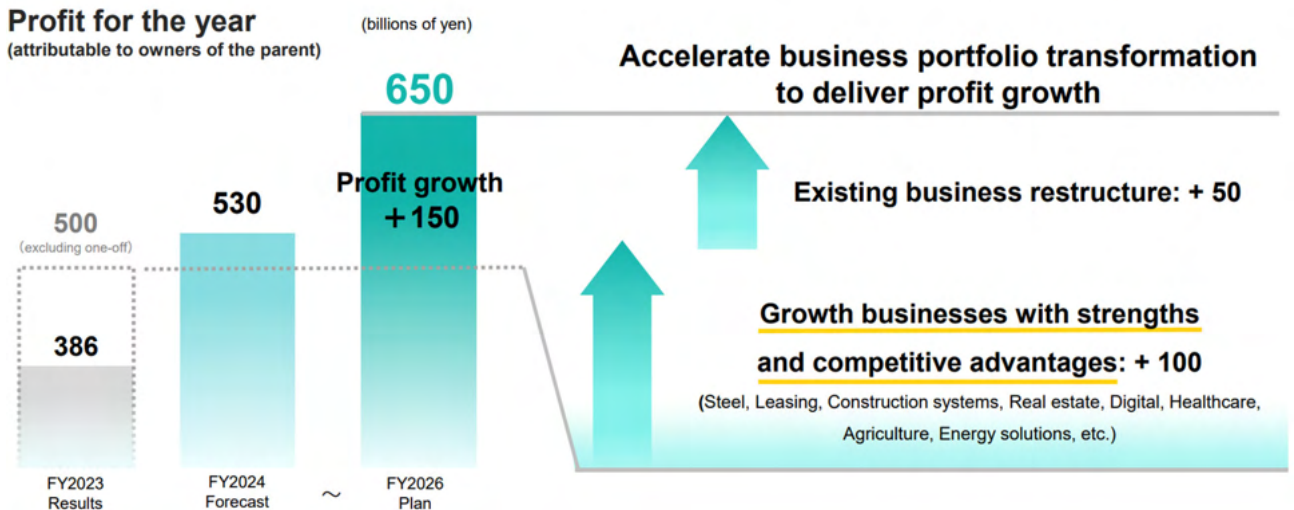 Profit for the year
(billions of yen)
(attributable to owners of the parent)
650
Profit growth
+150
530
500
(excluding one-off)
386
FY2023
Results
FY2024
Forecast
~
FY2026
Plan
Accelerate business portfolio transformation
to deliver profit growth
Existing business restructure: + 50
Growth businesses with strengths
and competitive advantages: + 100
(Steel, Leasing, Construction systems, Real estate, Digital, Healthcare,
Agriculture, Energy solutions, etc.)